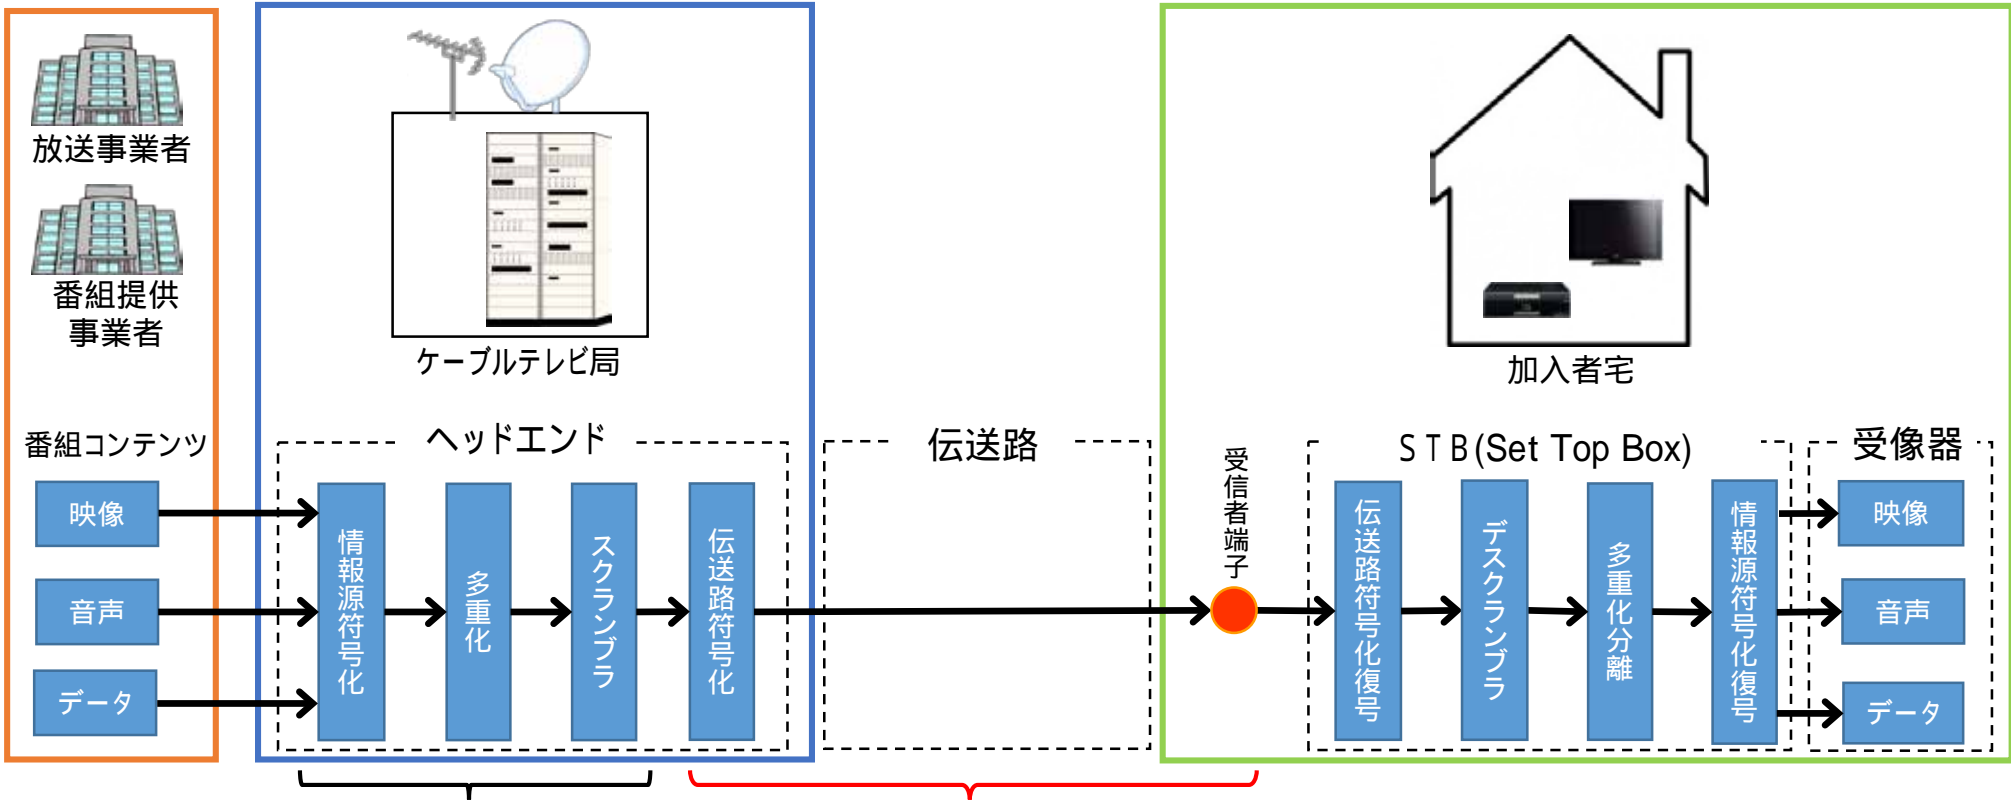 放送事業者
番組提供
事業者
ケーブルテレビ局
加入者宅
番組コンテンツ
ヘッドエンド
伝送路
受信者端子
STB(Set Top Box)
受像器
映像
音声
データ
情報源符号化
多重化
スクランブラ
伝送路符号化
伝送路符号化復号
デスクランブラ
多重化分離
情報源符号化復号
映像
音声
データ